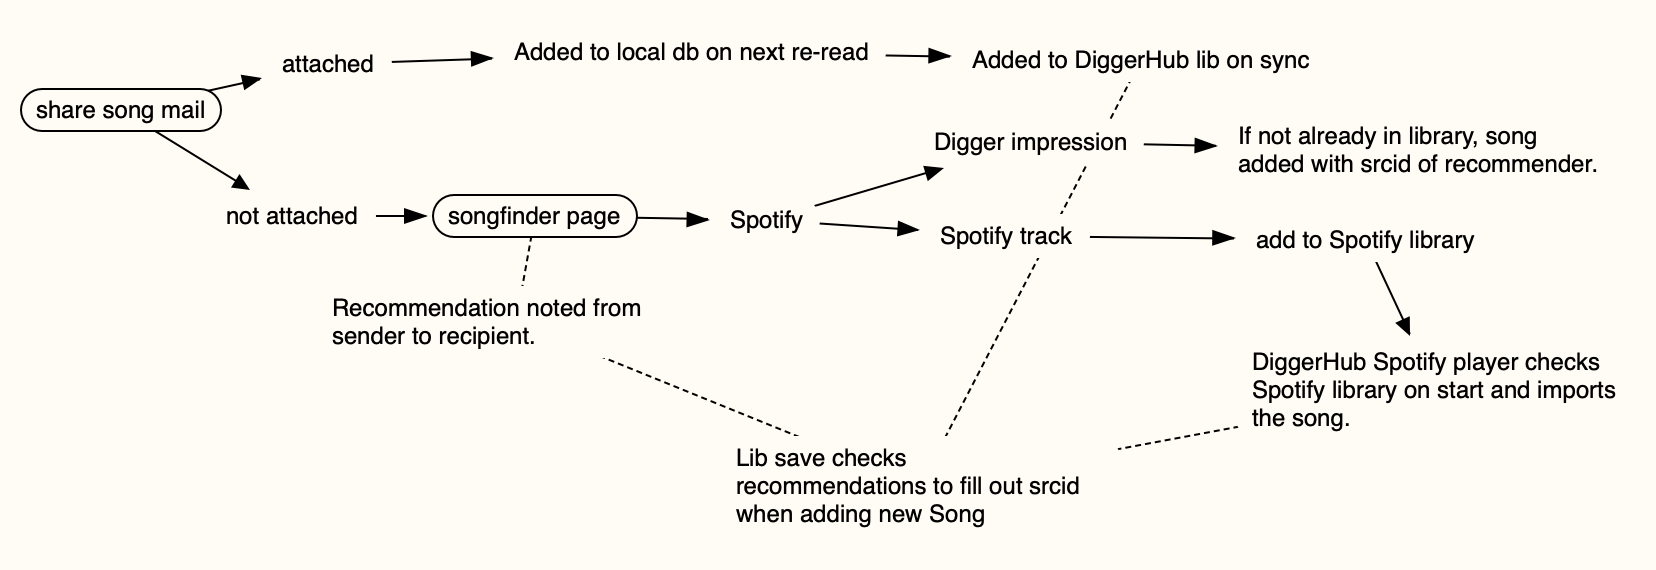 attached
Added to local db on next re-read
Added to DiggerHub lib on sync
share song mail
Digger impression
If not already in library, song
added with srcid of recommender.
not attached
songfinder page
Spotify
Spotify track
add to Spotify library
Recommendation noted from
sender to recipient.
DiggerHub Spotify player checks
Spotify library on start and imports
the song.
Lib save checks
recommendations to fill out srcid
when adding new Song